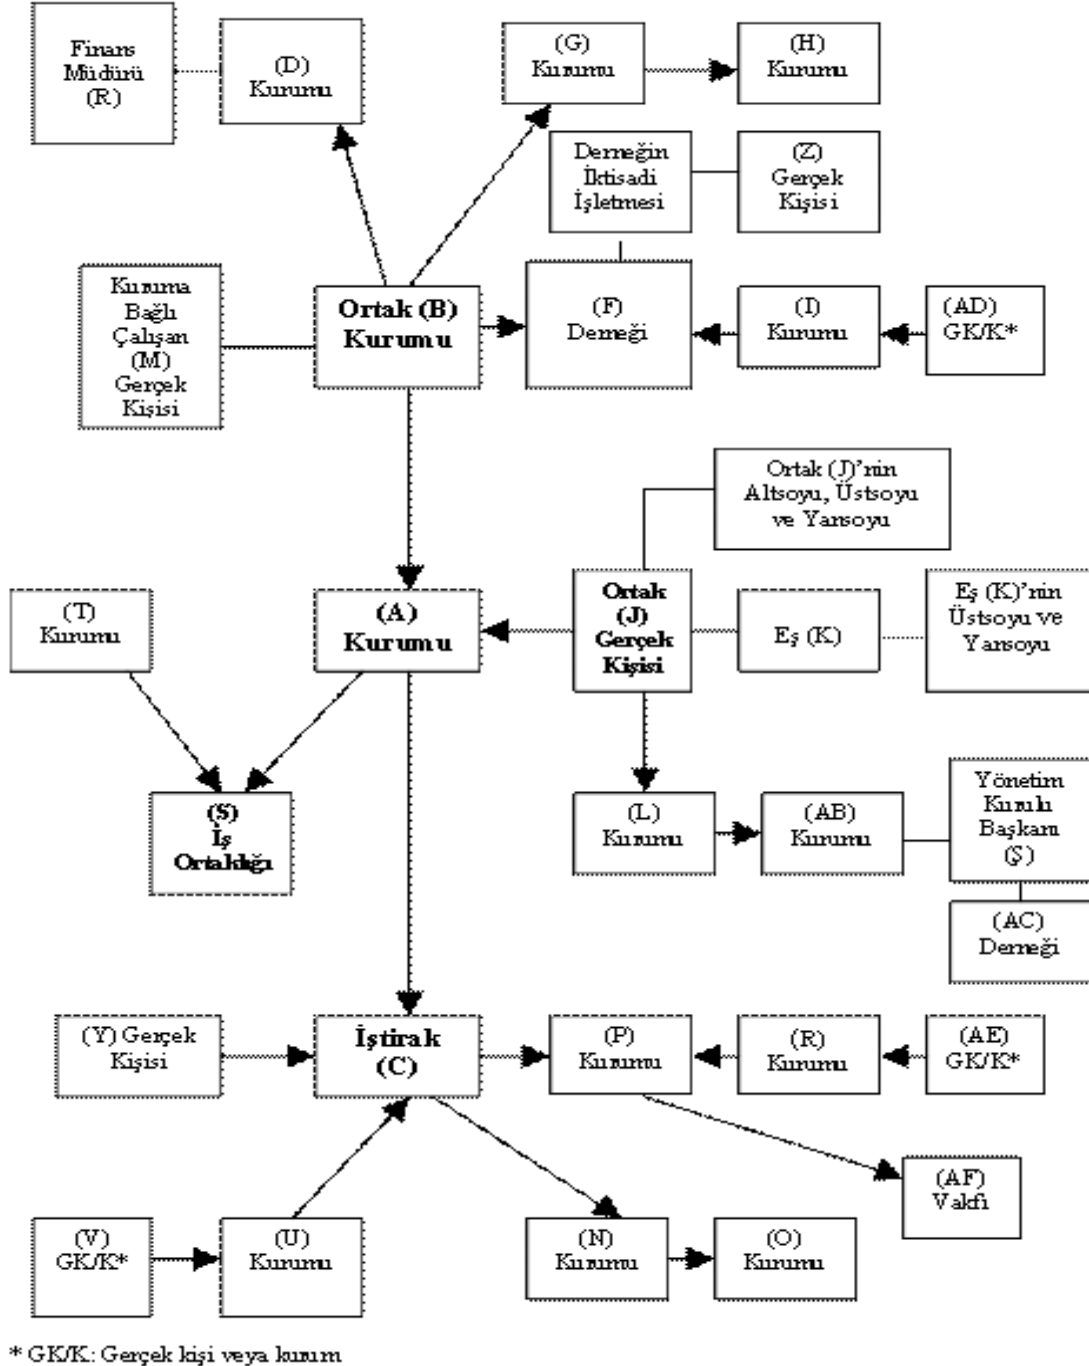 Finans
Müdürü
(R)
(D)
Kurumu
(G)
Kurumu
(H)
Kurumu
Derneğin
İktisadi
İşletmesi
(Z)
Gerçek
Kişisi
Kuruma
Bağlı
Çalışan
(M)
Gerçek
Kişisi
Ortak (B)
Kurumu
(F)
Derneği
(I)
Kurumu
(AD)
GK/K*
Ortak (J)'nin
Altsoyu, Üstsoyu
ve Yansoyu
(T)
Kurumu
(A)
Kurumu
Ortak
(J)
Gerçek
Kişisi
Eş (K)
Eş (K)'nin
Üstsoyu ve
Yansoyu
(S)
İş
Ortaklığı
(L)
Kurumu
(AB)
Kurumu
Yönetim
Kurulu
Başkanı
(Ş)
(AC)
Derneği
(Y) Gerçek
Kişisi
İştirak
(C)
(P)
Kurumu
(R)
Kurumu
(AE)
GK/K*
(AF)
Vakfı
(V)
GK/K*
(U)
Kurumu
(N)
Kurumu
(O)
Kurumu
* GK/K: Gerçek kişi veya kurum